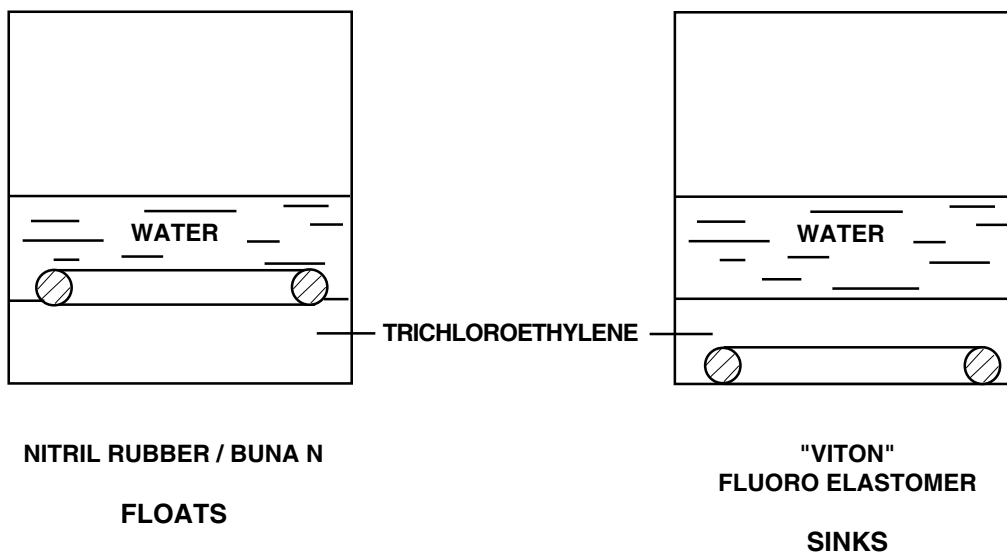 WATER
WATER
TRICHLOROETHYLENE
NITRIL RUBBER / BUNA N
FLOATS
"VITON"
FLUORO ELASTOMER
SINKS